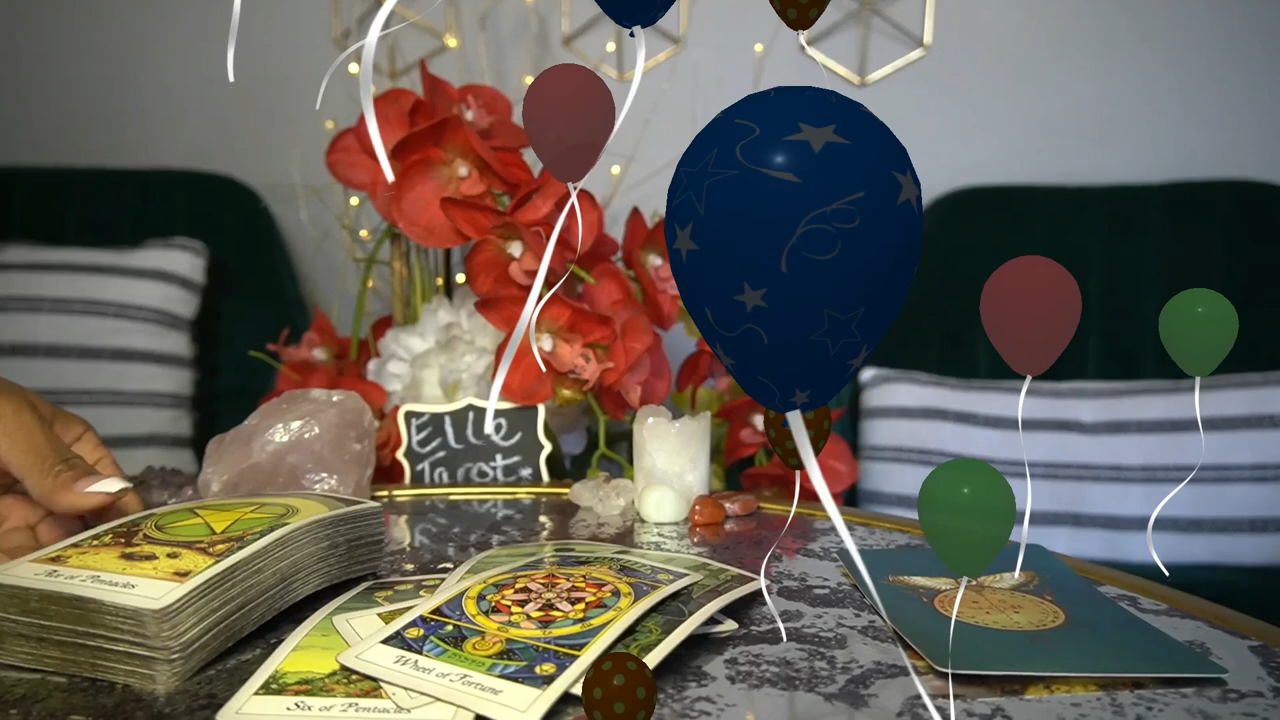 Elle
Tarot
Ace of Pentacles
Wheel of Fortune
Six of Pentacles